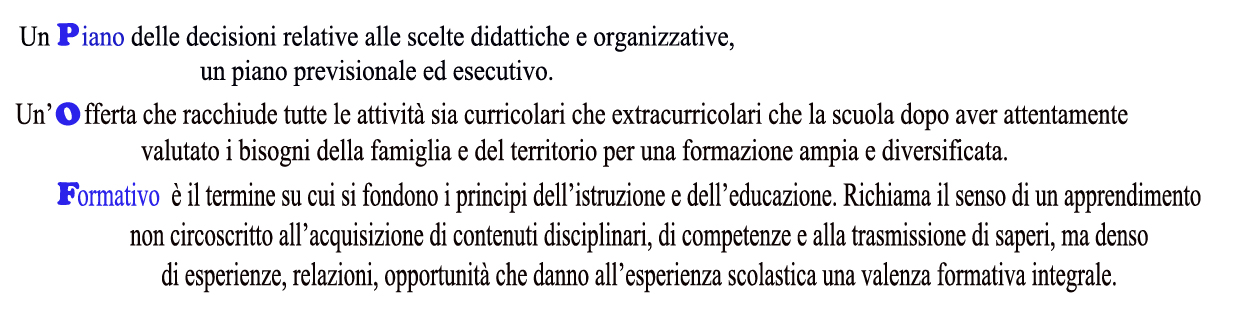 Un Piano delle decisioni relative alle scelte didattiche e organizzative,
un piano previsionale ed esecutivo.
Un’Offerta che racchiude tutte le attività sia curricolari che extracurricolari che la scuola dopo aver attentamente
valutato i bisogni della famiglia e del territorio per una formazione ampia e diversificata.
Formativo è il termine su cui si fondono i principi dell’istruzione e dell’educazione. Richiama il senso di un apprendimento
non circoscritto all’acquisizione di contenuti disciplinari, di competenze e alla trasmissione di saperi, ma denso
di esperienze, relazioni, opportunità che danno all’esperienza scolastica una valenza formativa integrale.